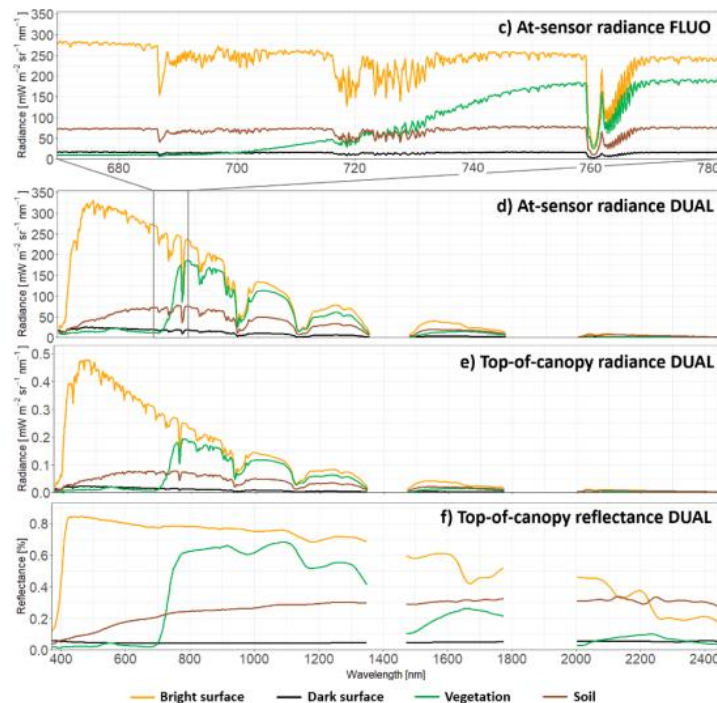 c) At-sensor radiance FLUO
Radiance [ mW m⁻² sr⁻¹ nm⁻¹ ]
350
300
250
200
150
100
50
0
680 700 720 740 760 780
d) At-sensor radiance DUAL
Radiance [ mW m⁻² sr⁻¹ nm⁻¹ ]
350
300
250
200
150
100
50
0
e) Top-of-canopy radiance DUAL
Radiance [ mW m⁻² sr⁻¹ nm⁻¹ ]
0.5
0.4
0.3
0.2
0.1
0.0
f) Top-of-canopy reflectance DUAL
Reflectance [%]
0.8
0.6
0.4
0.2
0.0
400 600 800 1000 1200 1400 1600 1800 2000 2200 2400
Wavelength [nm]
Bright surface Dark surface Vegetation Soil